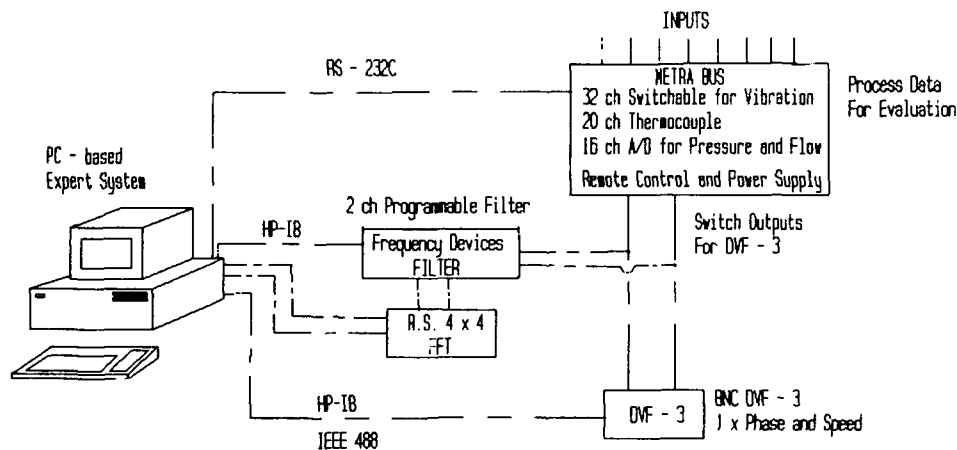 INPUTS
RS - 232C
METRA BUS
32 ch Switchable for Vibration
20 ch Thermocouple
16 ch A/D for Pressure and Flow
Remote Control and Power Supply
Process Data
For Evaluation
PC - based
Expert System
2 ch Programmable Filter
HP-IB
Frequency Devices
FILTER
Switch Outputs
For DVF - 3
R.S. 4 x 4
FFT
HP-IB
IEEE 488
DVF - 3
BNC DVF - 3
1 x Phase and Speed